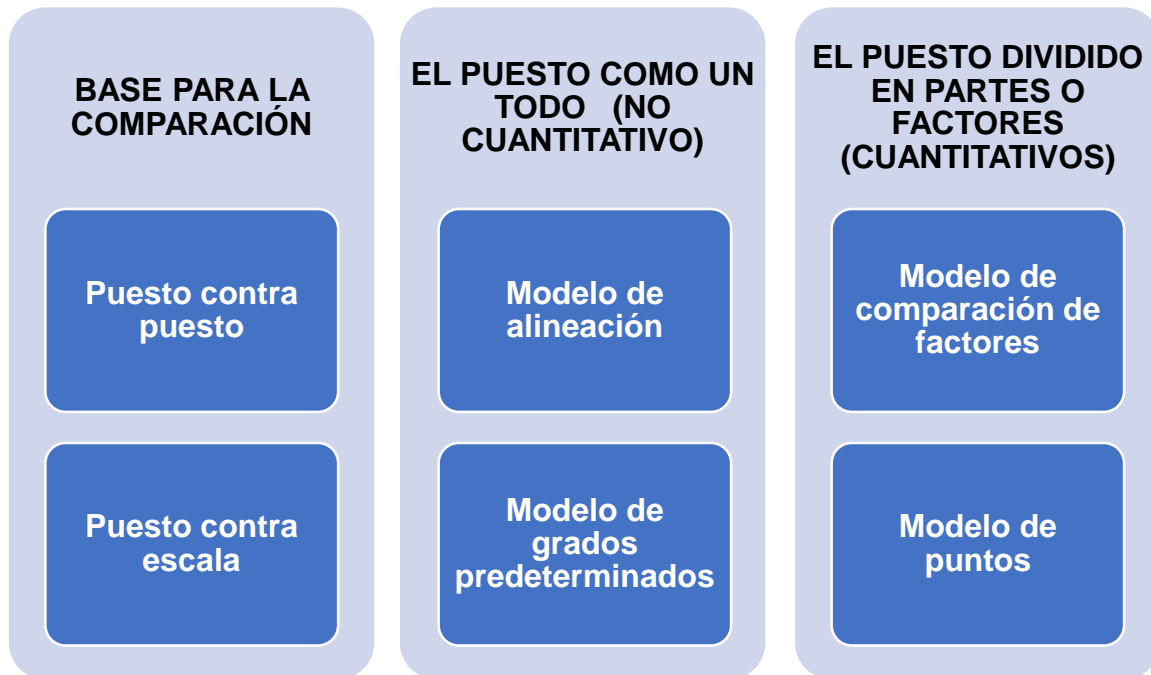 BASE PARA LA
COMPARACIÓN
Puesto contra
puesto
Puesto contra
escala
EL PUESTO COMO UN
TODO (NO
CUANTITATIVO)
Modelo de
alineación
Modelo de
grados
predeterminados
EL PUESTO DIVIDIDO
EN PARTES O
FACTORES
(CUANTITATIVOS)
Modelo de
comparación de
factores
Modelo de
puntos